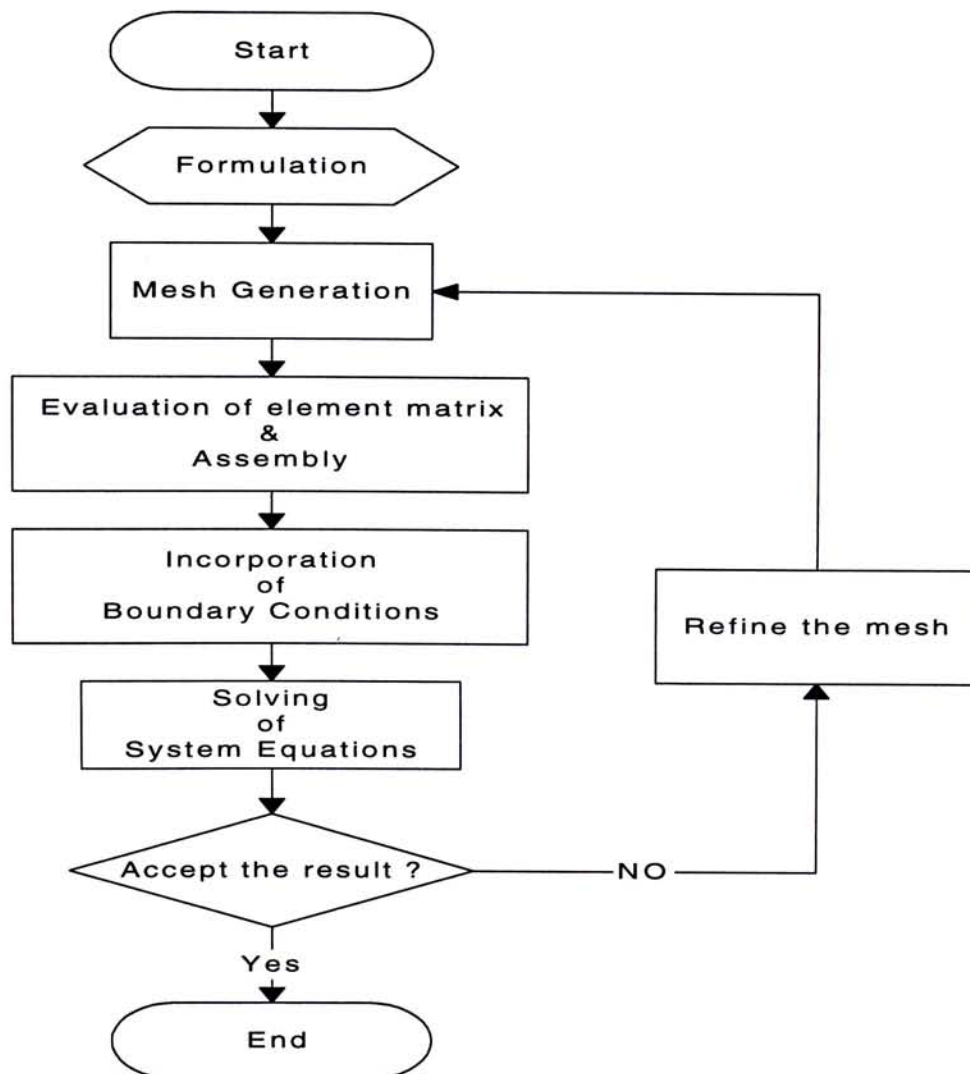 Start
Formulation
Mesh Generation
Evaluation of element matrix
&
Assembly
Incorporation
of
Boundary Conditions
Refine the mesh
Solving
of
System Equations
Accept the result ?
NO
Yes
End